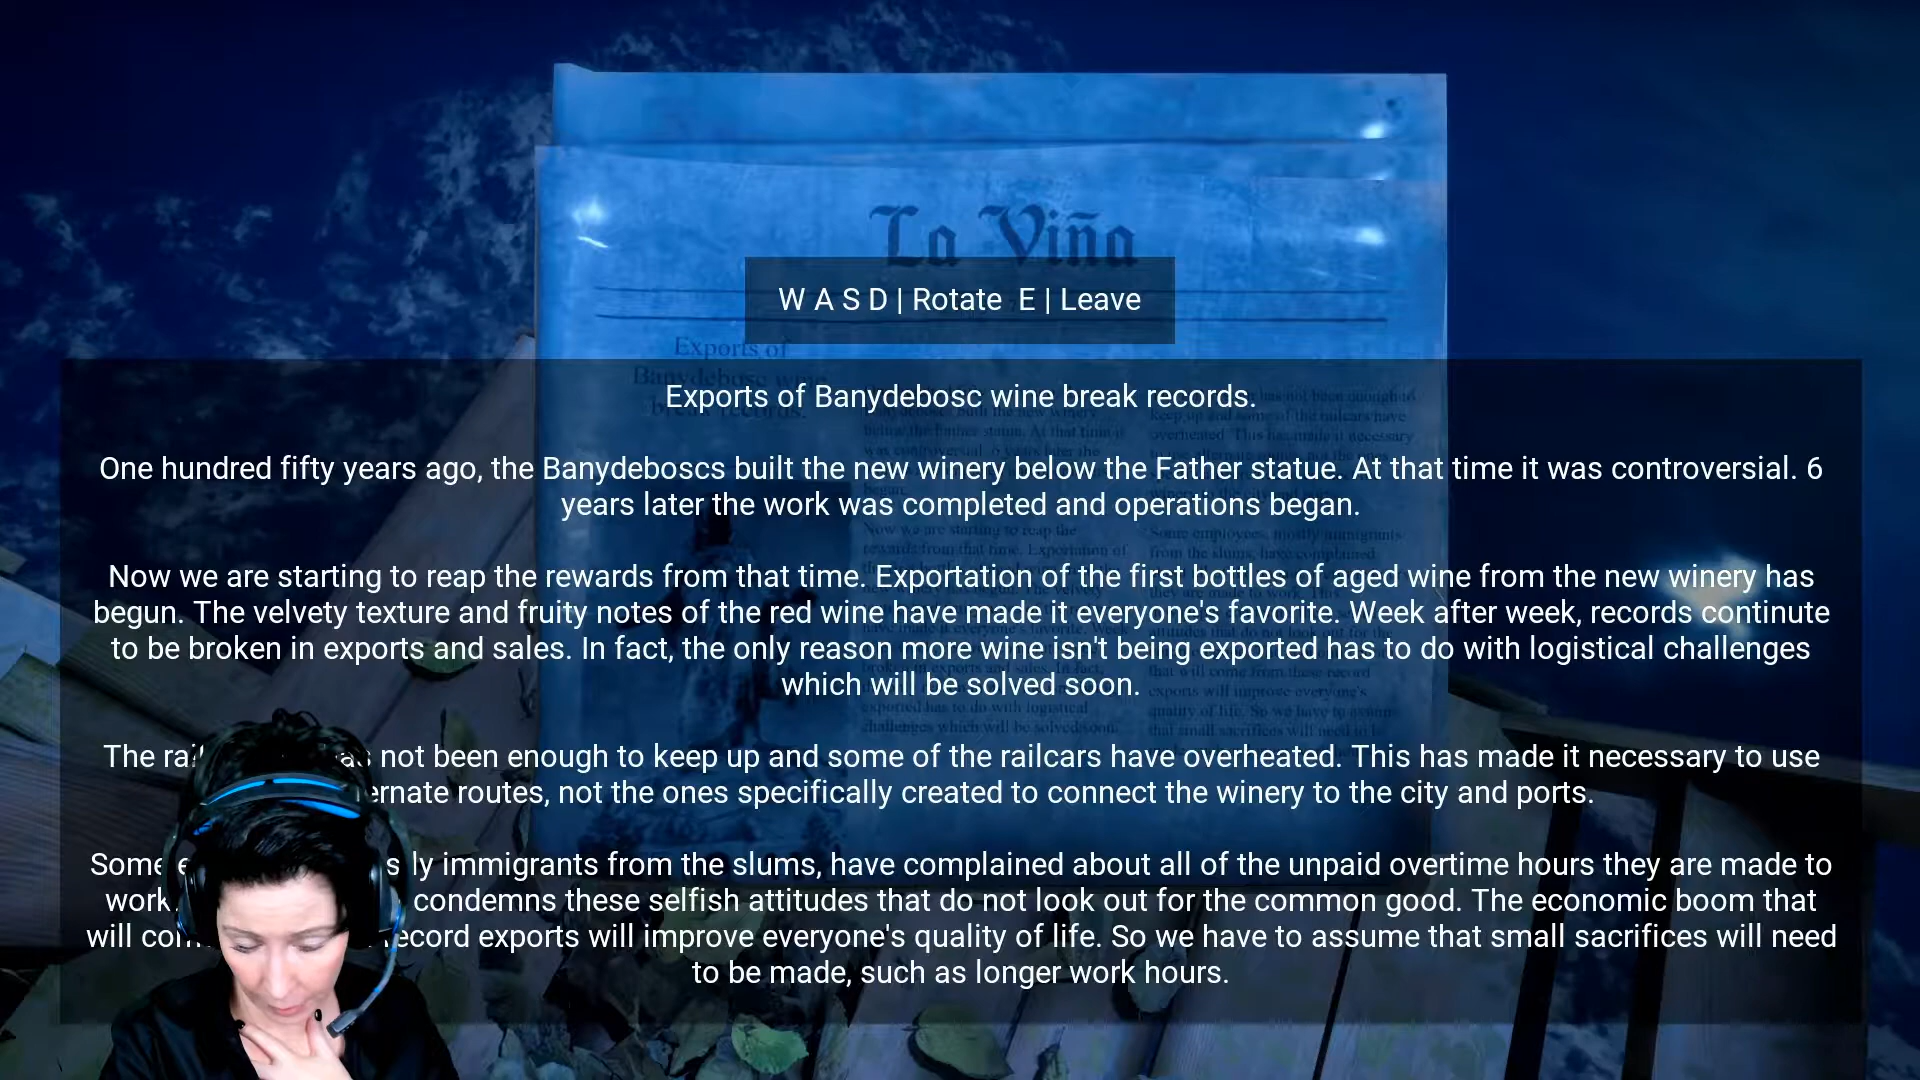 La Viña
W A S D | Rotate E | Leave
Exports of
Banydebosc wine
break records.
Exports of Banydebosc wine break records.
One hundred fifty years ago, the Banydeboscs built the new winery below the Father statue. At that time it was controversial. 6
years later the work was completed and operations began.
Now we are starting to reap the rewards from that time. Exportation of the first bottles of aged wine from the new winery has
begun. The velvety texture and fruity notes of the red wine have made it everyone's favorite. Week after week, records continute
to be broken in exports and sales. In fact, the only reason more wine isn't being exported has to do with logistical challenges
which will be solved soon.
The not been enough to keep up and some of the railcars have overheated. This has made it necessary to use
routes, not the ones specifically created to connect the winery to the city and ports.
Some immigrants from the slums, have complained about all of the unpaid overtime hours they are made to
work. condemns these selfish attitudes that do not look out for the common good. The economic boom that
will record exports will improve everyone's quality of life. So we have to assume that small sacrifices will need
to be made, such as longer work hours.